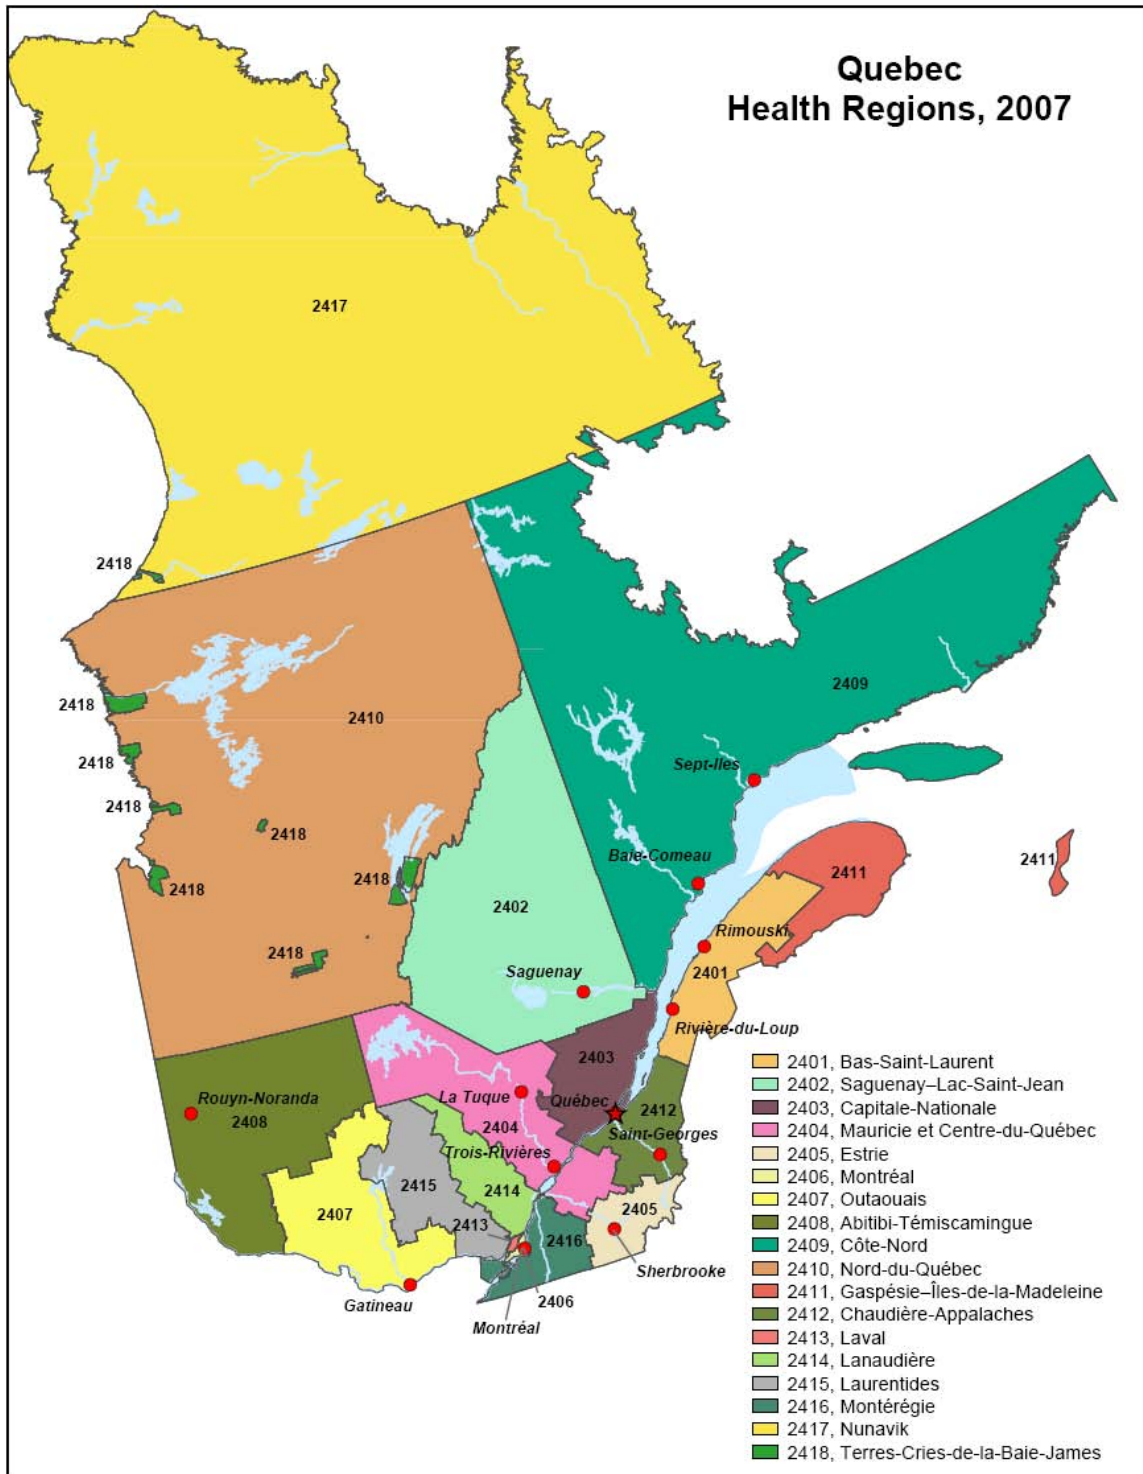 Quebec
Health Regions, 2007
2417
2418
2409
2418
2410
2418
Sept-Iles
2418
2418
Baie-Comeau
2411
2411
2418
2418
2402
Rimouski
2418
2401
Saguenay
Rivière-du-Loup
2403
La Tuque
Québec
Rouyn-Noranda
2408
2404
2412
Saint-Georges
Trois-Rivières
2415
2414
2407
2405
2413
2416
Sherbrooke
Gatineau
2406
Montréal
2401, Bas-Saint-Laurent
2402, Saguenay–Lac-Saint-Jean
2403, Capitale-Nationale
2404, Mauricie et Centre-du-Québec
2405, Estrie
2406, Montréal
2407, Outaouais
2408, Abitibi-Témiscamingue
2409, Côte-Nord
2410, Nord-du-Québec
2411, Gaspésie–Îles-de-la-Madeleine
2412, Chaudière-Appalaches
2413, Laval
2414, Lanaudière
2415, Laurentides
2416, Montérégie
2417, Nunavik
2418, Terres-Cries-de-la-Baie-James